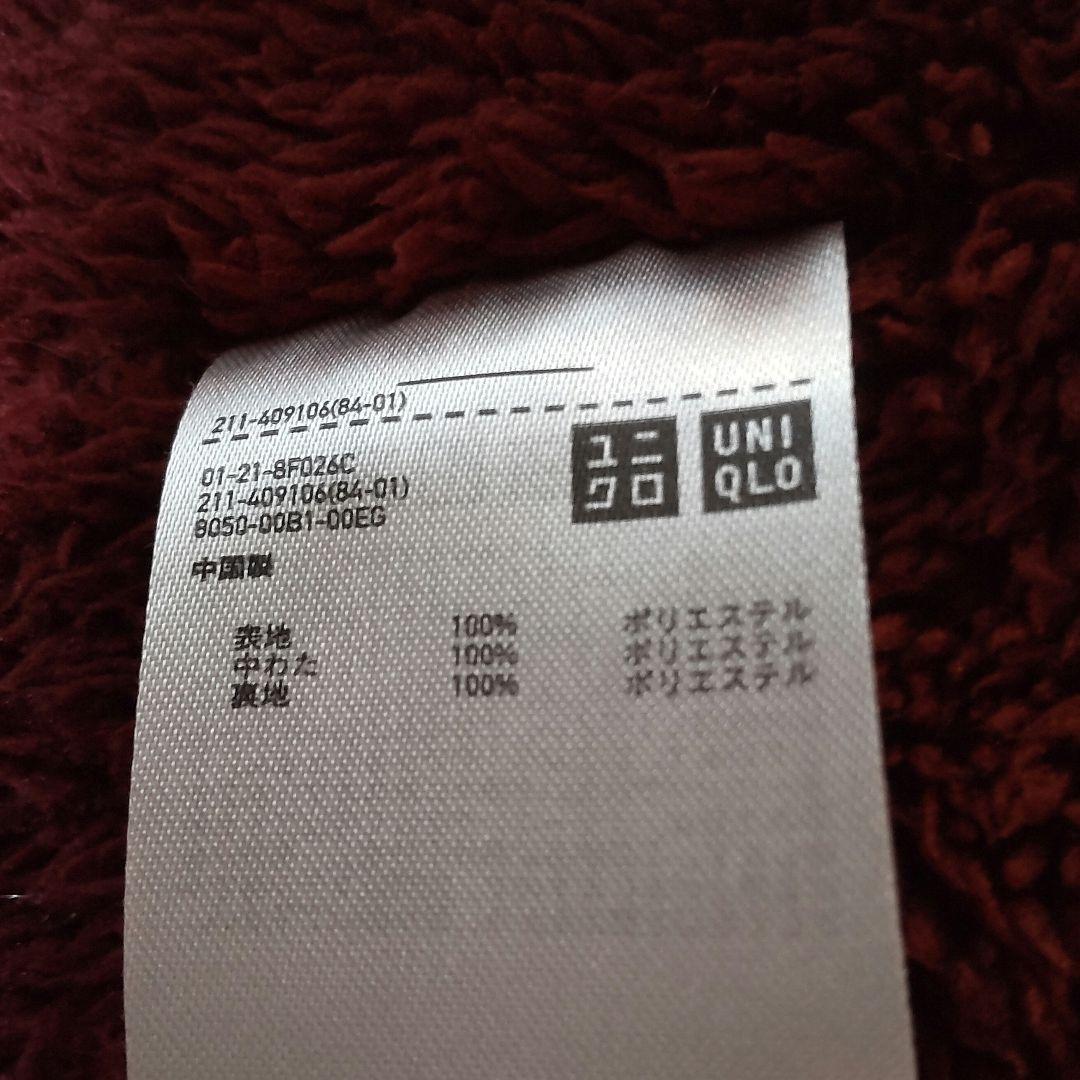 211-409106(84-01)
ユニ
クロ
UNI
QLO
01-21-8F026C
211-409106(84-01)
8050-00B1-00EG
中国製
表地 100% ポリエステル
中わた 100% ポリエステル
裏地 100% ポリエステル